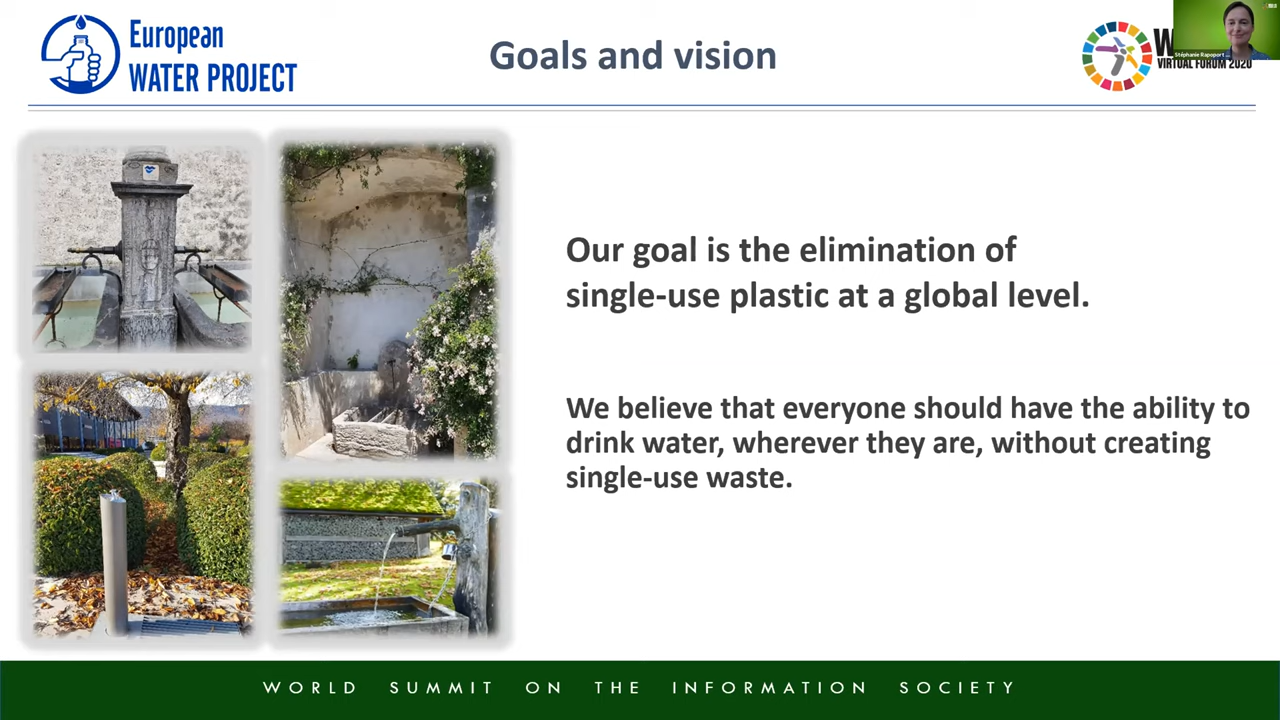 European
WATER PROJECT
Goals and vision
Stéphanie Rapoport
VIRTUAL FORUM 2020
Our goal is the elimination of
single-use plastic at a global level.
We believe that everyone should have the ability to
drink water, wherever they are, without creating
single-use waste.
WORLD SUMMIT ON THE INFORMATION SOCIETY